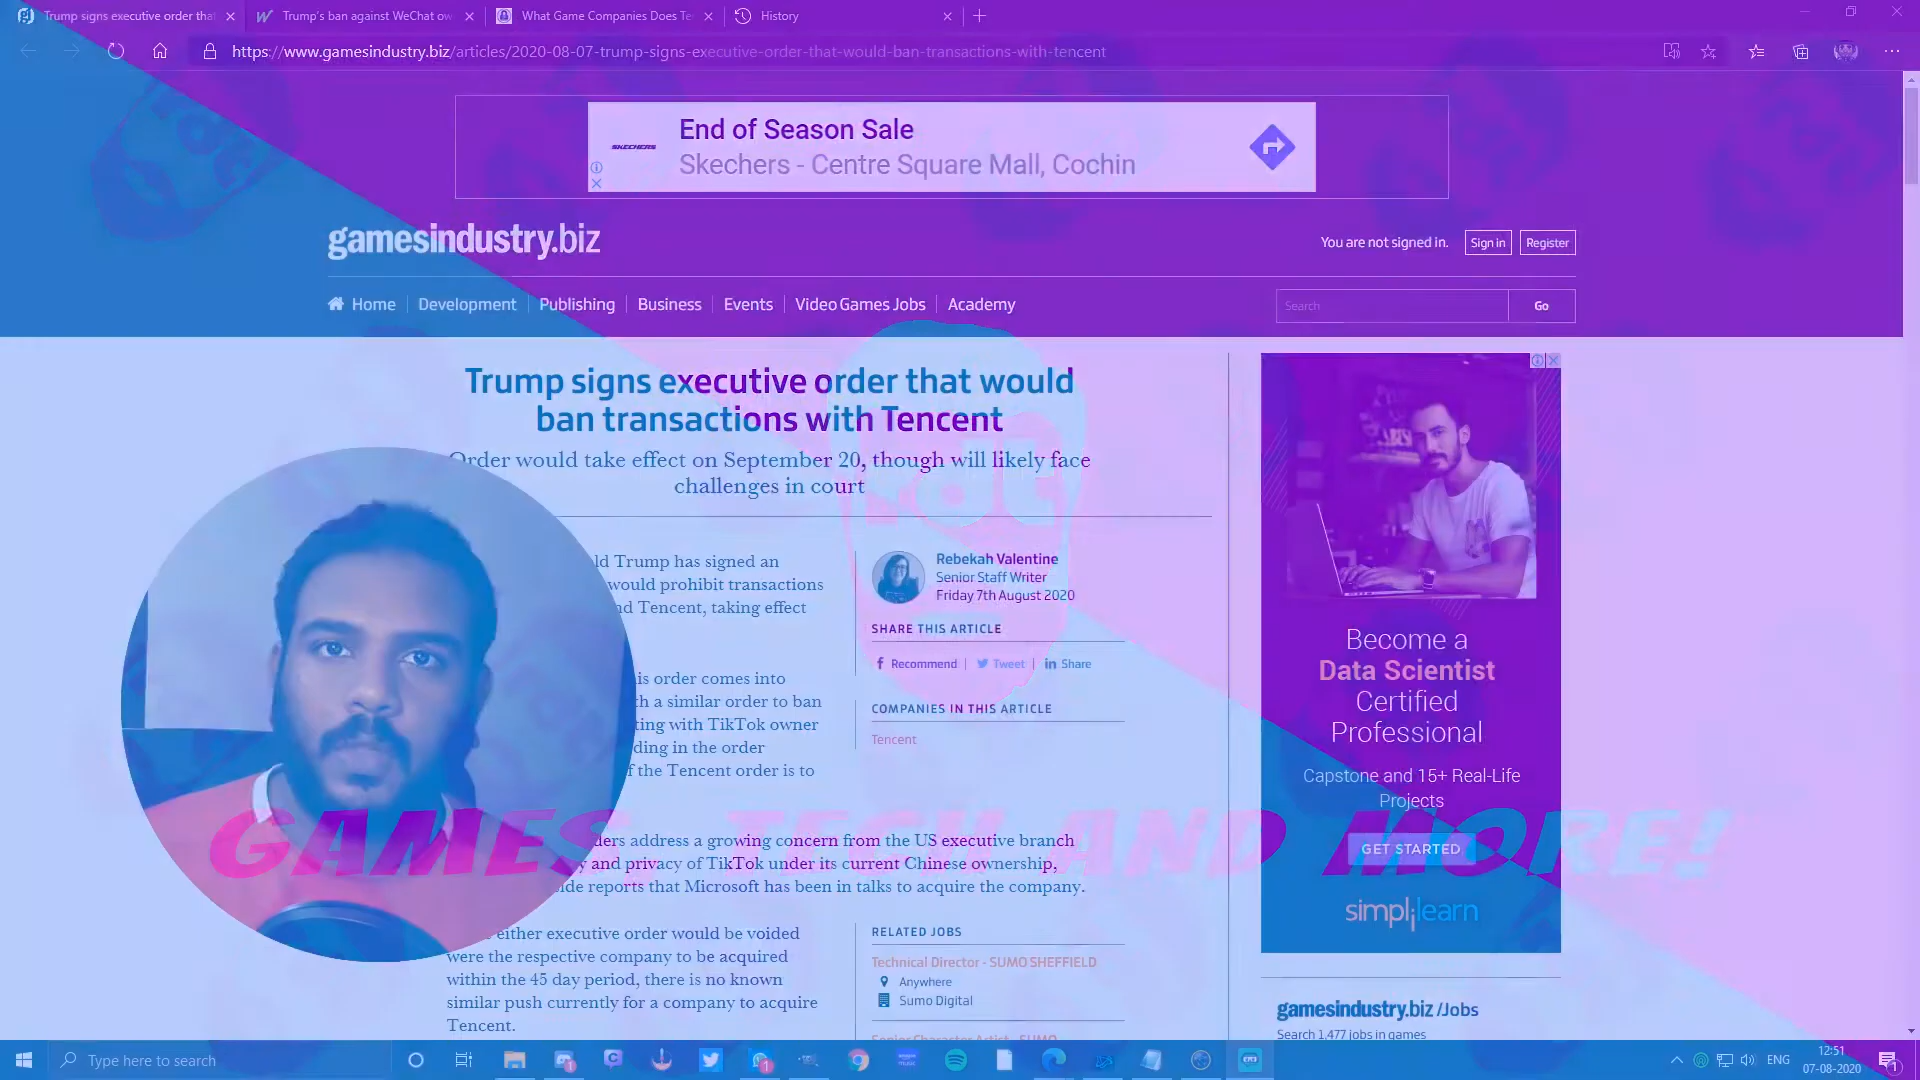 Trump signs executive order that
Trump's ban against WeChat ow
What Game Companies Does Te
History
https://www.gamesindustry.biz/articles/2020-08-07-trump-signs-executive-order-that-would-ban-transactions-with-tencent
End of Season Sale
SKECHERS
Skechers - Centre Square Mall, Cochin
gamesindustry.biz
You are not signed in.
Sign in
Register
Home
Development
Publishing
Business
Events
Video Games Jobs
Academy
Search
Go
Trump signs executive order that would
ban transactions with Tencent
Order would take effect on September 20, though will likely face
challenges in court
ld Trump has signed an
would prohibit transactions
nd Tencent, taking effect
is order comes into
th a similar order to ban
ting with TikTok owner
ding in the order
f the Tencent order is to
ders address a growing concern from the US executive branch
y and privacy of TikTok under its current Chinese ownership,
ide reports that Microsoft has been in talks to acquire the company.
either executive order would be voided
were the respective company to be acquired
within the 45 day period, there is no known
similar push currently for a company to acquire
Tencent.
Rebekah Valentine
Senior Staff Writer
Friday 7th August 2020
SHARE THIS ARTICLE
Recommend
Tweet
Share
COMPANIES IN THIS ARTICLE
Tencent
RELATED JOBS
Technical Director - SUMO SHEFFIELD
Anywhere
Sumo Digital
Senior Character Artist - SUMO
Become a
Data Scientist
Certified
Professional
Capstone and 15+ Real-Life
Projects
GET STARTED
simplilearn
gamesindustry.biz /Jobs
Search 1,477 jobs in games
GAMES, TECH AND MORE!
Type here to search
ENG
12:51
07-08-2020